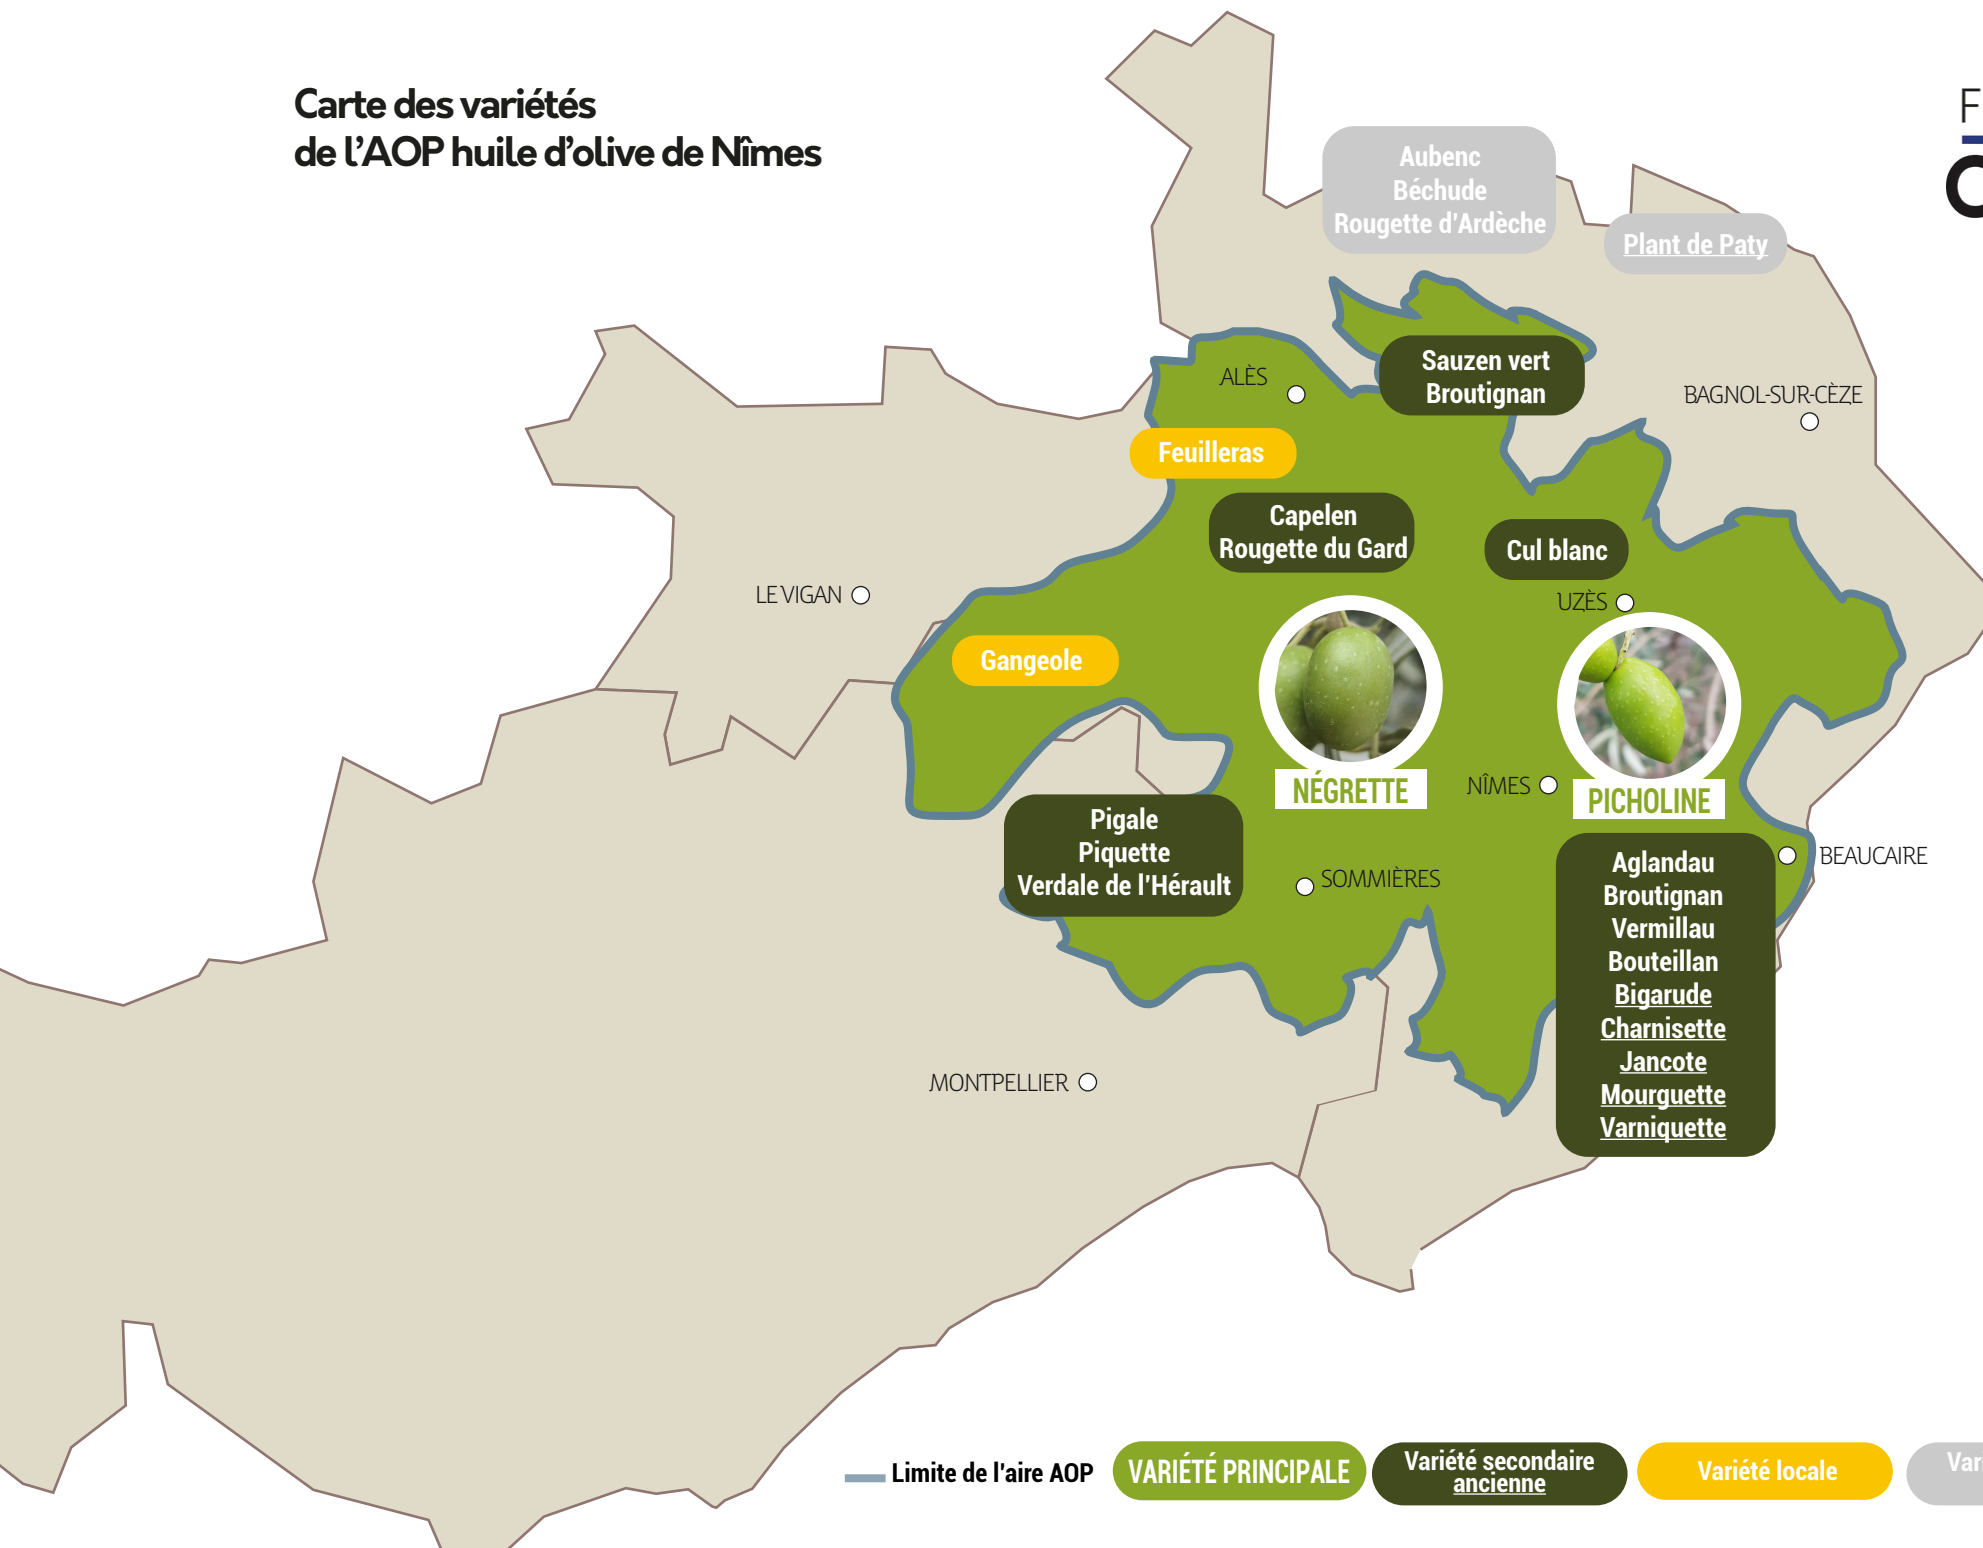 Carte des variétés
de l'AOP huile d'olive de Nîmes
Aubenc
Béchude
Rougette d'Ardèche
Plant de Paty
Sauzen vert
Broutignan
ALÈS
BAGNOL-SUR-CÈZE
Feuilleras
Capelen
Rougette du Gard
Cul blanc
LE VIGAN
UZÈS
Gangeole
NÉGRETTE
NÎMES
PICHOLINE
Pigale
Piquette
Verdale de l'Hérault
SOMMIÈRES
BEAUCAIRE
Aglandau
Broutignan
Vermillau
Bouteillan
Bigarude
Charnisette
Jancote
Mourguette
Varniquette
MONTPELLIER
Limite de l'aire AOP
VARIÉTÉ PRINCIPALE
Variété secondaire
ancienne
Variété locale